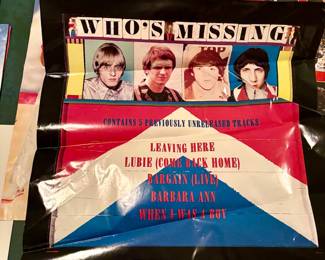 WHO'S MISSING
CONTAINS 5 PREVIOUSLY UNRELEASED TRACKS
LEAVING HERE
LUBIE (COME BACK HOME)
BARGAIN (LIVE)
BARBARA ANN
WHEN I WAS A BOY